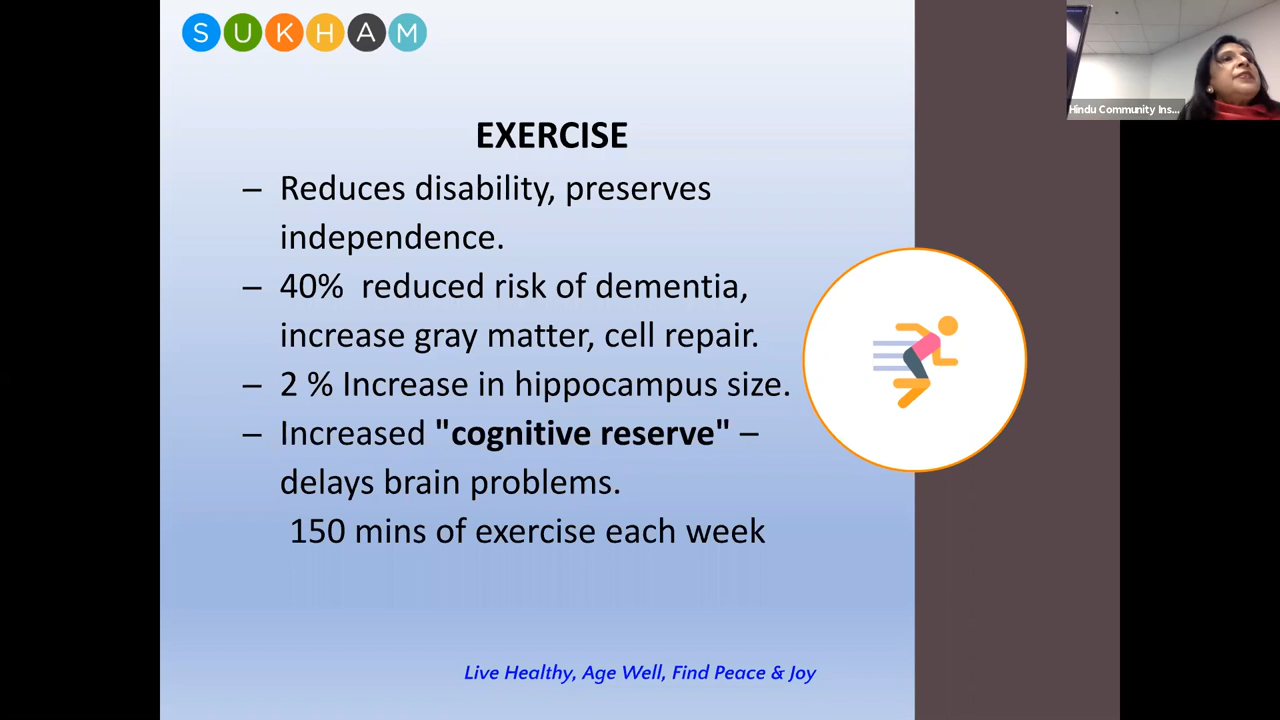 SUKHAM
Hindu Community Ins...
EXERCISE
– Reduces disability, preserves
independence.
– 40%  reduced risk of dementia,
increase gray matter, cell repair.
– 2 % Increase in hippocampus size.
– Increased "cognitive reserve" –
delays brain problems.
150 mins of exercise each week
Live Healthy, Age Well, Find Peace & Joy